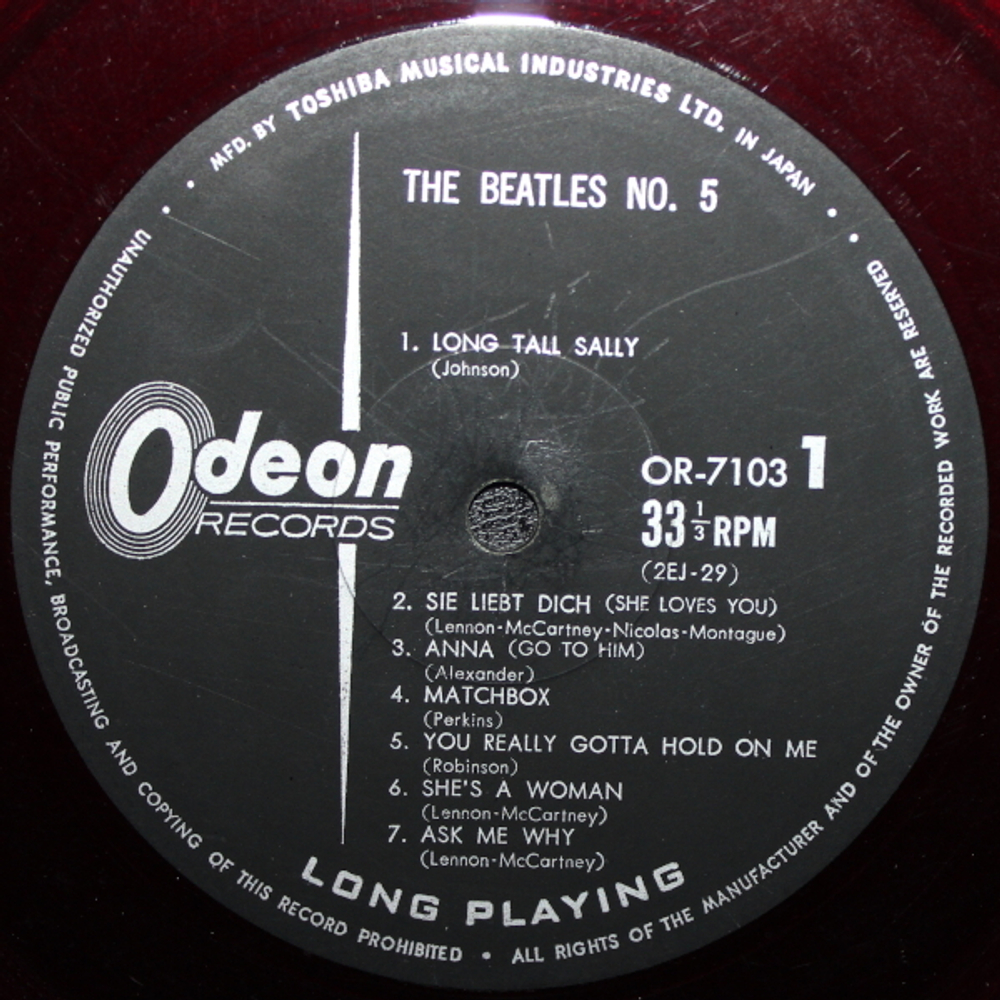 MFD. BY TOSHIBA MUSICAL INDUSTRIES LTD. IN JAPAN
THE BEATLES NO. 5
1. LONG TALL SALLY
(Johnson)
Odeon
RECORDS
OR-7103 1
33 1/3 RPM
(2EJ-29)
2. SIE LIEBT DICH (SHE LOVES YOU)
(Lennon-McCartney-Nicolas-Montague)
3. ANNA (GO TO HIM)
(Alexander)
4. MATCHBOX
(Perkins)
5. YOU REALLY GOTTA HOLD ON ME
(Robinson)
6. SHE'S A WOMAN
(Lennon-McCartney)
7. ASK ME WHY
(Lennon-McCartney)
LONG PLAYING
UNAUTHORIZED PUBLIC PERFORMANCE, BROADCASTING AND COPYING OF THIS RECORD PROHIBITED • ALL RIGHTS OF THE MANUFACTURER AND OF THE OWNER OF THE RECORDED WORK ARE RESERVED